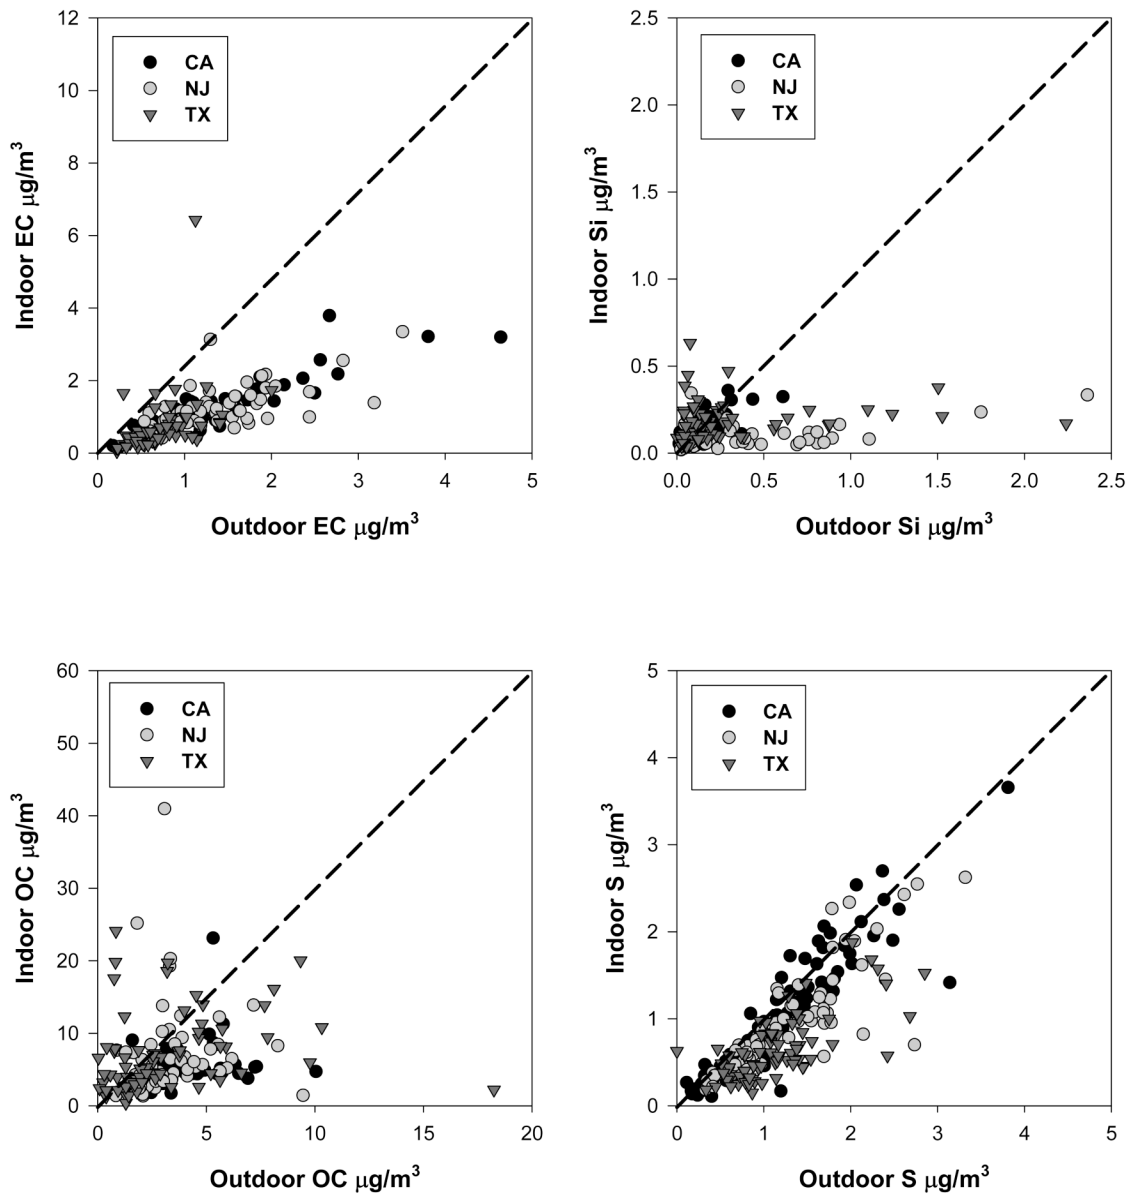 12
10
8
6
4
2
0
Indoor EC μg/m³
CA
NJ
TX
0 1 2 3 4 5
Outdoor EC μg/m³
2.5
2.0
1.5
1.0
0.5
0.0
Indoor Si μg/m³
CA
NJ
TX
0.0 0.5 1.0 1.5 2.0 2.5
Outdoor Si μg/m³
60
50
40
30
20
10
0
Indoor OC μg/m³
CA
NJ
TX
0 5 10 15 20
Outdoor OC μg/m³
5
4
3
2
1
0
Indoor S μg/m³
CA
NJ
TX
0 1 2 3 4 5
Outdoor S μg/m³